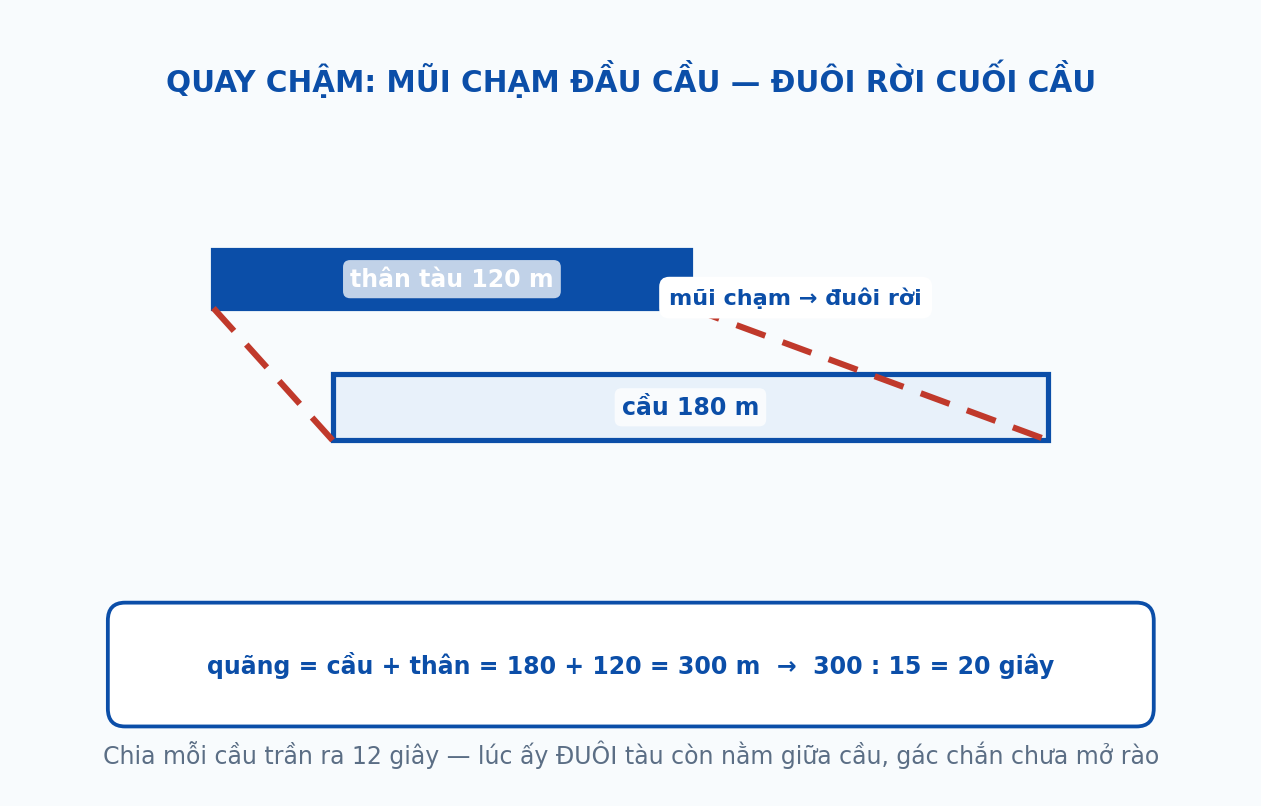 QUAY CHẬM: MŨI CHẠM ĐẦU CẦU — ĐUÔI RỜI CUỐI CẦU
thân tàu 120 m
mũi chạm → đuôi rời
cầu 180 m
quãng = cầu + thân = 180 + 120 = 300 m → 300 : 15 = 20 giây
Chia mỗi cầu trần ra 12 giây — lúc ấy ĐUÔI tàu còn nằm giữa cầu, gác chắn chưa mở rào